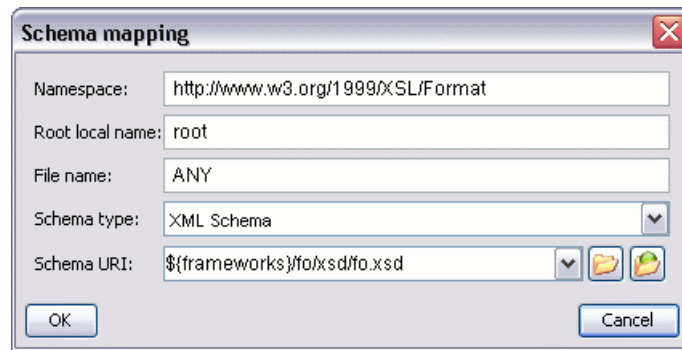 Schema mapping
Namespace: http://www.w3.org/1999/XSL/Format
Root local name: root
File name: ANY
Schema type: XML Schema
Schema URI: ${frameworks}/fo/xsd/fo.xsd
OK Cancel